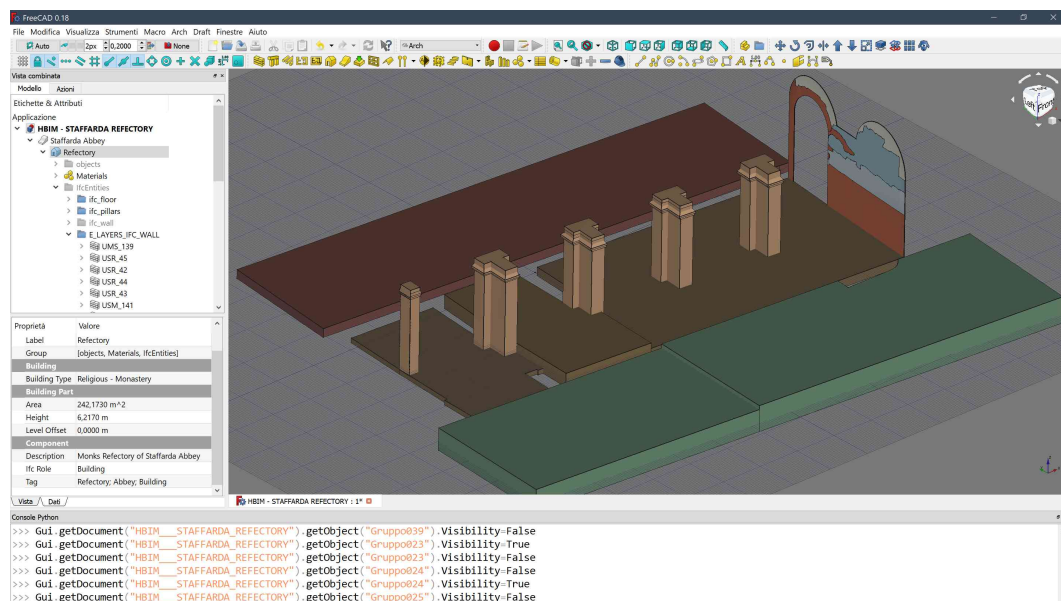 FreeCAD 0.18
File Modifica Visualizza Strumenti Macro Arch Draft Finestre Aiuto
Auto 2px 0,2000 None Arch
Vista combinata
Modello Azioni
Etichette & Attributi
Applicazione
HBIM - STAFFARDA REFECTORY
Staffarda Abbey
Refectory
objects
Materials
IfcEntities
ifc_floor
ifc_pillars
ifc_wall
E_LAYERS_IFC_WALL
UMS_139
USR_45
USR_42
USR_44
USR_43
USM_141
Proprietà Valore
Label Refectory
Group [objects, Materials, IfcEntities]
Building
Building Type Religious - Monastery
Building Part
Area 242,1730 m^2
Height 6,2170 m
Level Offset 0,0000 m
Component
Description Monks Refectory of Staffarda Abbey
Ifc Role Building
Tag Refectory; Abbey; Building
Vista Dati
HBIM - STAFFARDA REFECTORY : 1*
Left Front
Console Python
>>> Gui.getDocument("HBIM___STAFFARDA_REFECTORY").getObject("Gruppo039").Visibility=False
>>> Gui.getDocument("HBIM___STAFFARDA_REFECTORY").getObject("Gruppo023").Visibility=True
>>> Gui.getDocument("HBIM___STAFFARDA_REFECTORY").getObject("Gruppo023").Visibility=False
>>> Gui.getDocument("HBIM___STAFFARDA_REFECTORY").getObject("Gruppo024").Visibility=False
>>> Gui.getDocument("HBIM___STAFFARDA_REFECTORY").getObject("Gruppo024").Visibility=True
>>> Gui.getDocument("HBIM___STAFFARDA_REFECTORY").getObject("Gruppo025").Visibility=False